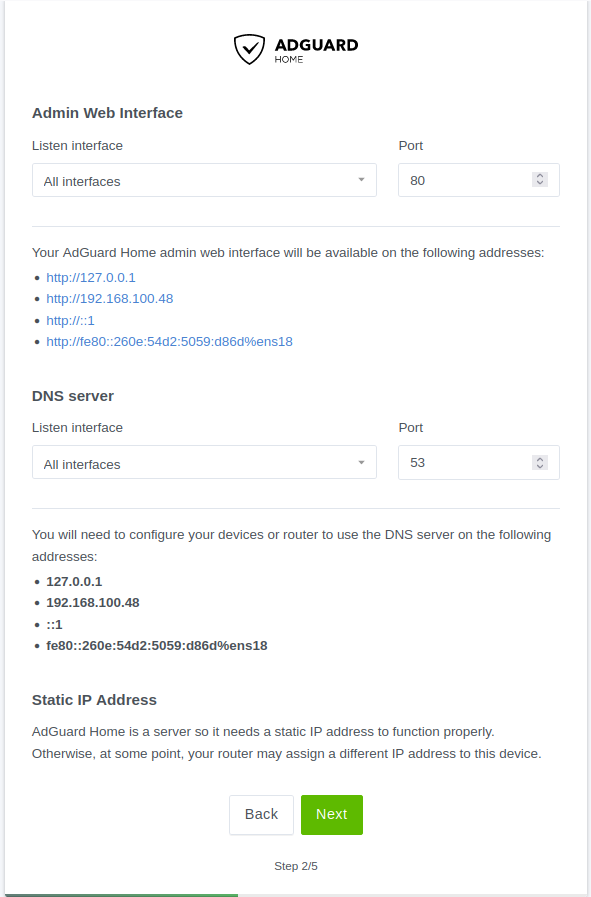 ADGUARD
HOME
Admin Web Interface
Listen interface
Port
All interfaces
80
Your AdGuard Home admin web interface will be available on the following addresses:
http://127.0.0.1
http://192.168.100.48
http://::1
http://fe80::260e:54d2:5059:d86d%ens18
DNS server
Listen interface
Port
All interfaces
53
You will need to configure your devices or router to use the DNS server on the following
addresses:
127.0.0.1
192.168.100.48
::1
fe80::260e:54d2:5059:d86d%ens18
Static IP Address
AdGuard Home is a server so it needs a static IP address to function properly.
Otherwise, at some point, your router may assign a different IP address to this device.
Back
Next
Step 2/5